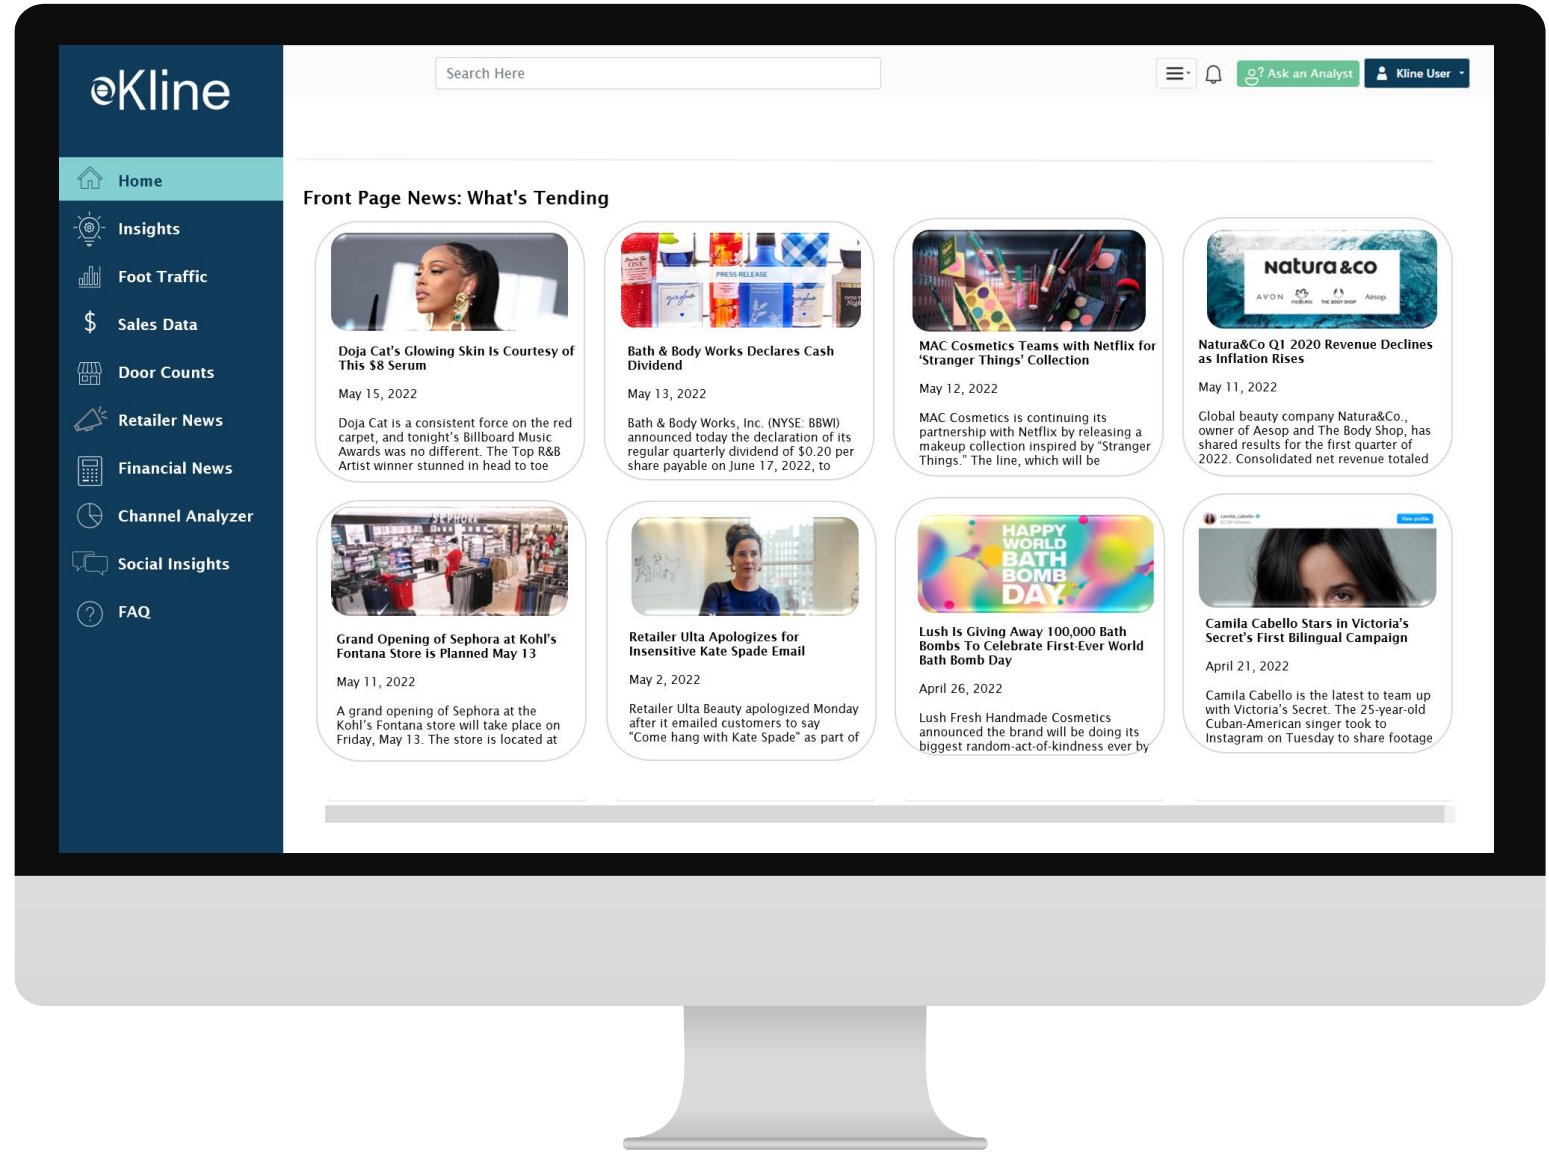 eKline
Search Here
Ask an Analyst
Kline User
Home
Insights
Foot Traffic
Sales Data
Door Counts
Retailer News
Financial News
Channel Analyzer
Social Insights
FAQ
Front Page News: What's Tending
Doja Cat's Glowing Skin Is Courtesy of
This $8 Serum
May 15, 2022
Doja Cat is a consistent force on the red
carpet, and tonight's Billboard Music
Awards was no different. The Top R&B
Artist winner stunned in head to toe
PRESS RELEASE
gingham
Bath & Body Works Declares Cash
Dividend
May 13, 2022
Bath & Body Works, Inc. (NYSE: BBWI)
announced today the declaration of its
regular quarterly dividend of $0.20 per
share payable on June 17, 2022, to
MAC Cosmetics Teams with Netflix for
‘Stranger Things’ Collection
May 12, 2022
MAC Cosmetics is continuing its
partnership with Netflix by releasing a
makeup collection inspired by “Stranger
Things.” The line, which will be
Natura &co
AVON natura THE BODY SHOP Aēsop.
Natura&Co Q1 2020 Revenue Declines
as Inflation Rises
May 11, 2022
Global beauty company Natura&Co.,
owner of Aesop and The Body Shop, has
shared results for the first quarter of
2022. Consolidated net revenue totaled
SEPHORA
Grand Opening of Sephora at Kohl's
Fontana Store is Planned May 13
May 11, 2022
A grand opening of Sephora at the
Kohl's Fontana store will take place on
Friday, May 13. The store is located at
Retailer Ulta Apologizes for
Insensitive Kate Spade Email
May 2, 2022
Retailer Ulta Beauty apologized Monday
after it emailed customers to say
"Come hang with Kate Spade" as part of
HAPPY
WORLD
BATH
BOMB
DAY
Lush Is Giving Away 100,000 Bath
Bombs To Celebrate First-Ever World
Bath Bomb Day
April 26, 2022
Lush Fresh Handmade Cosmetics
announced the brand will be doing its
biggest random-act-of-kindness ever by
camila_cabello
View profile
Camila Cabello Stars in Victoria's
Secret's First Bilingual Campaign
April 21, 2022
Camila Cabello is the latest to team up
with Victoria's Secret. The 25-year-old
Cuban-American singer took to
Instagram on Tuesday to share footage